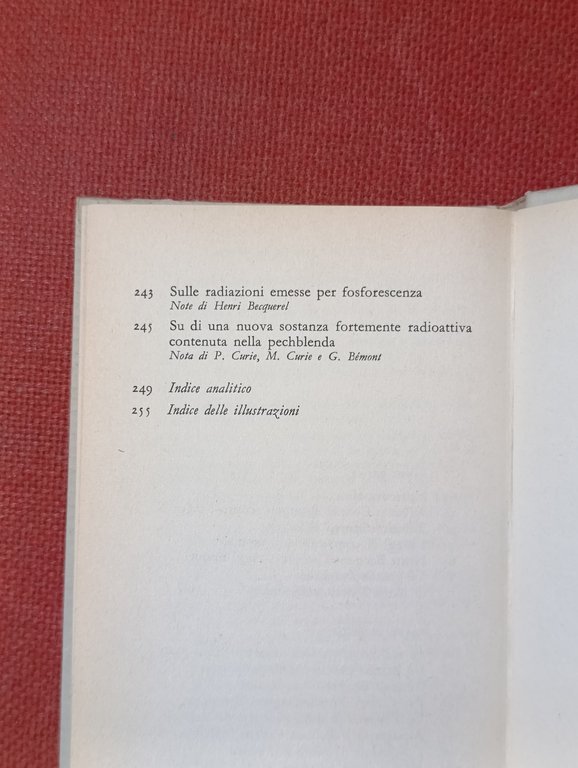 243 Sulle radiazioni emesse per fosforescenza
Note di Henri Becquerel
245 Su di una nuova sostanza fortemente radioattiva
contenuta nella pechblenda
Nota di P. Curie, M. Curie e G. Bémont
249 Indice analitico
255 Indice delle illustrazioni